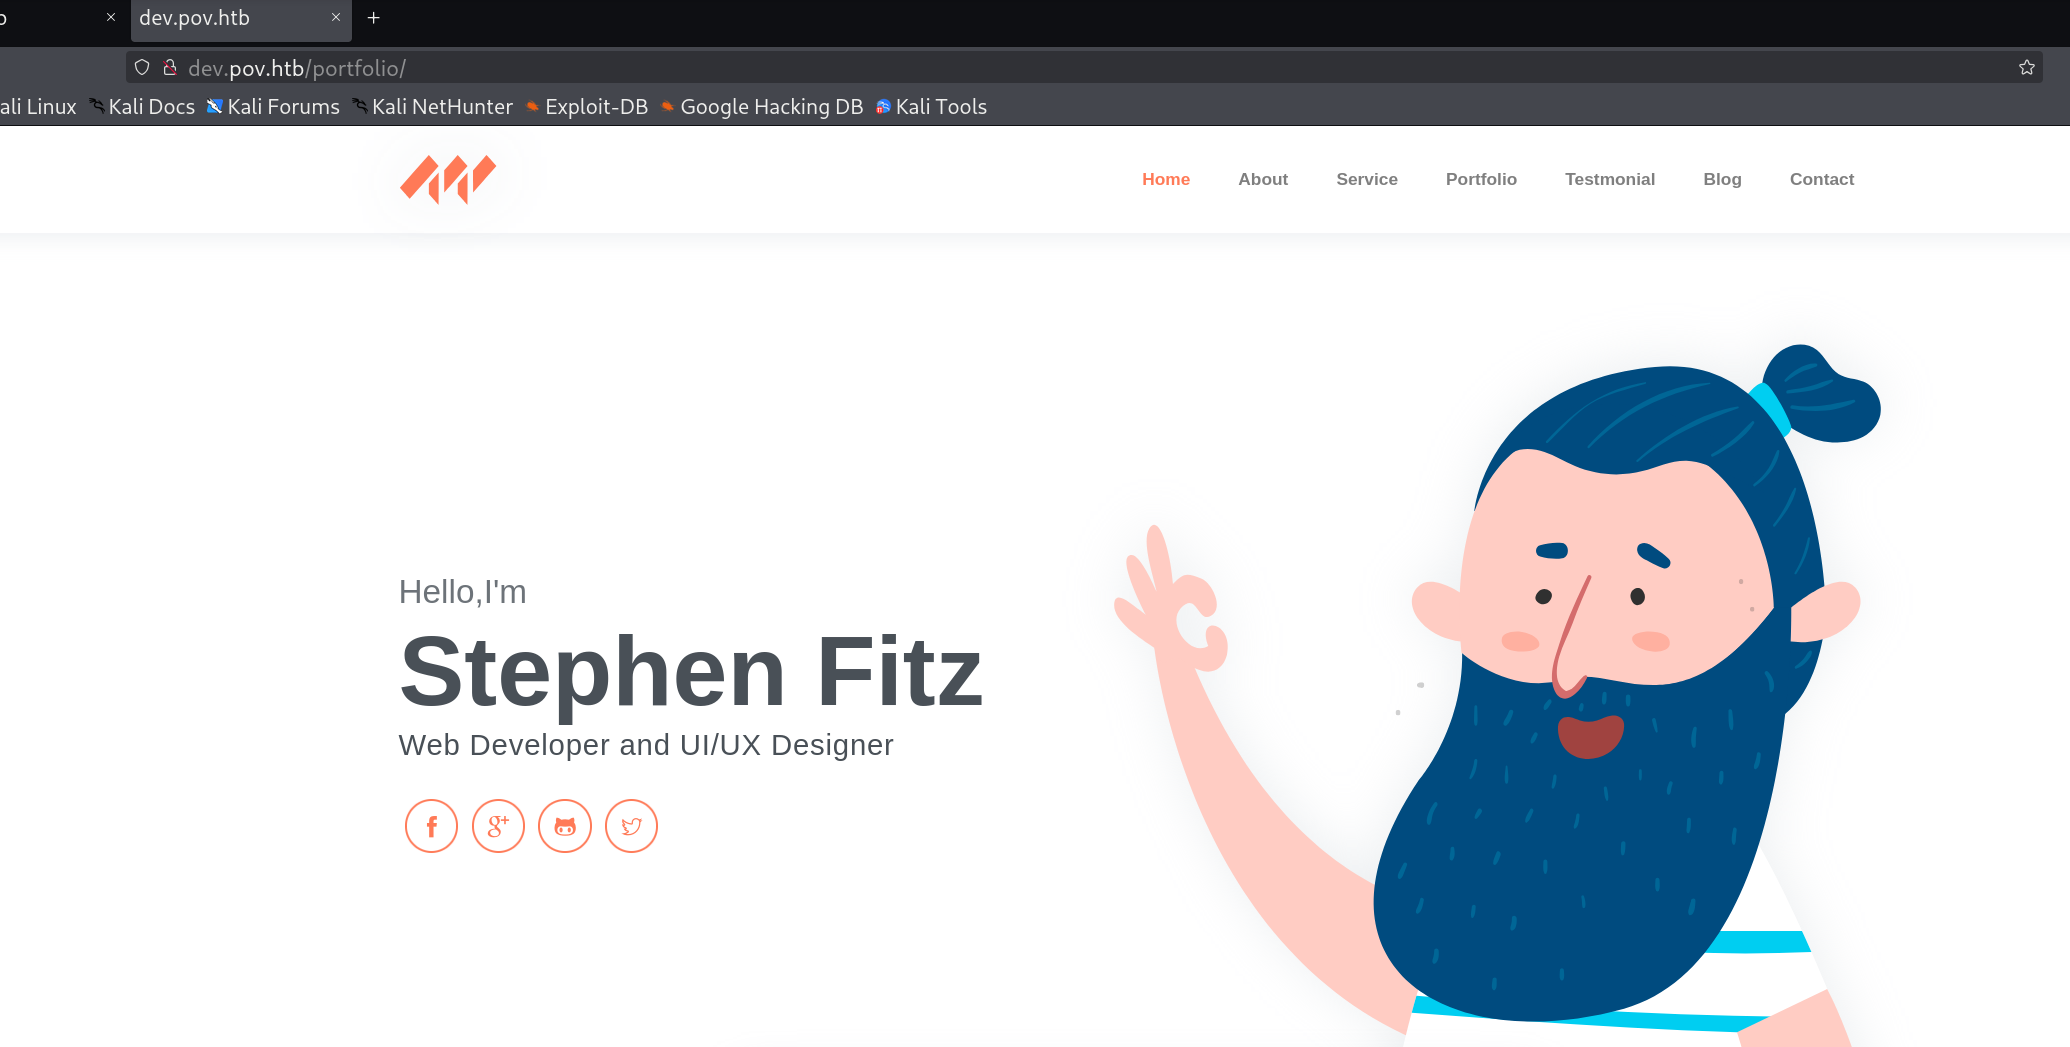 dev.pov.htb
dev.pov.htb/portfolio/
ali Linux Kali Docs Kali Forums Kali NetHunter Exploit-DB Google Hacking DB Kali Tools
Home About Service Portfolio Testmonial Blog Contact
Hello,I'm
Stephen Fitz
Web Developer and UI/UX Designer